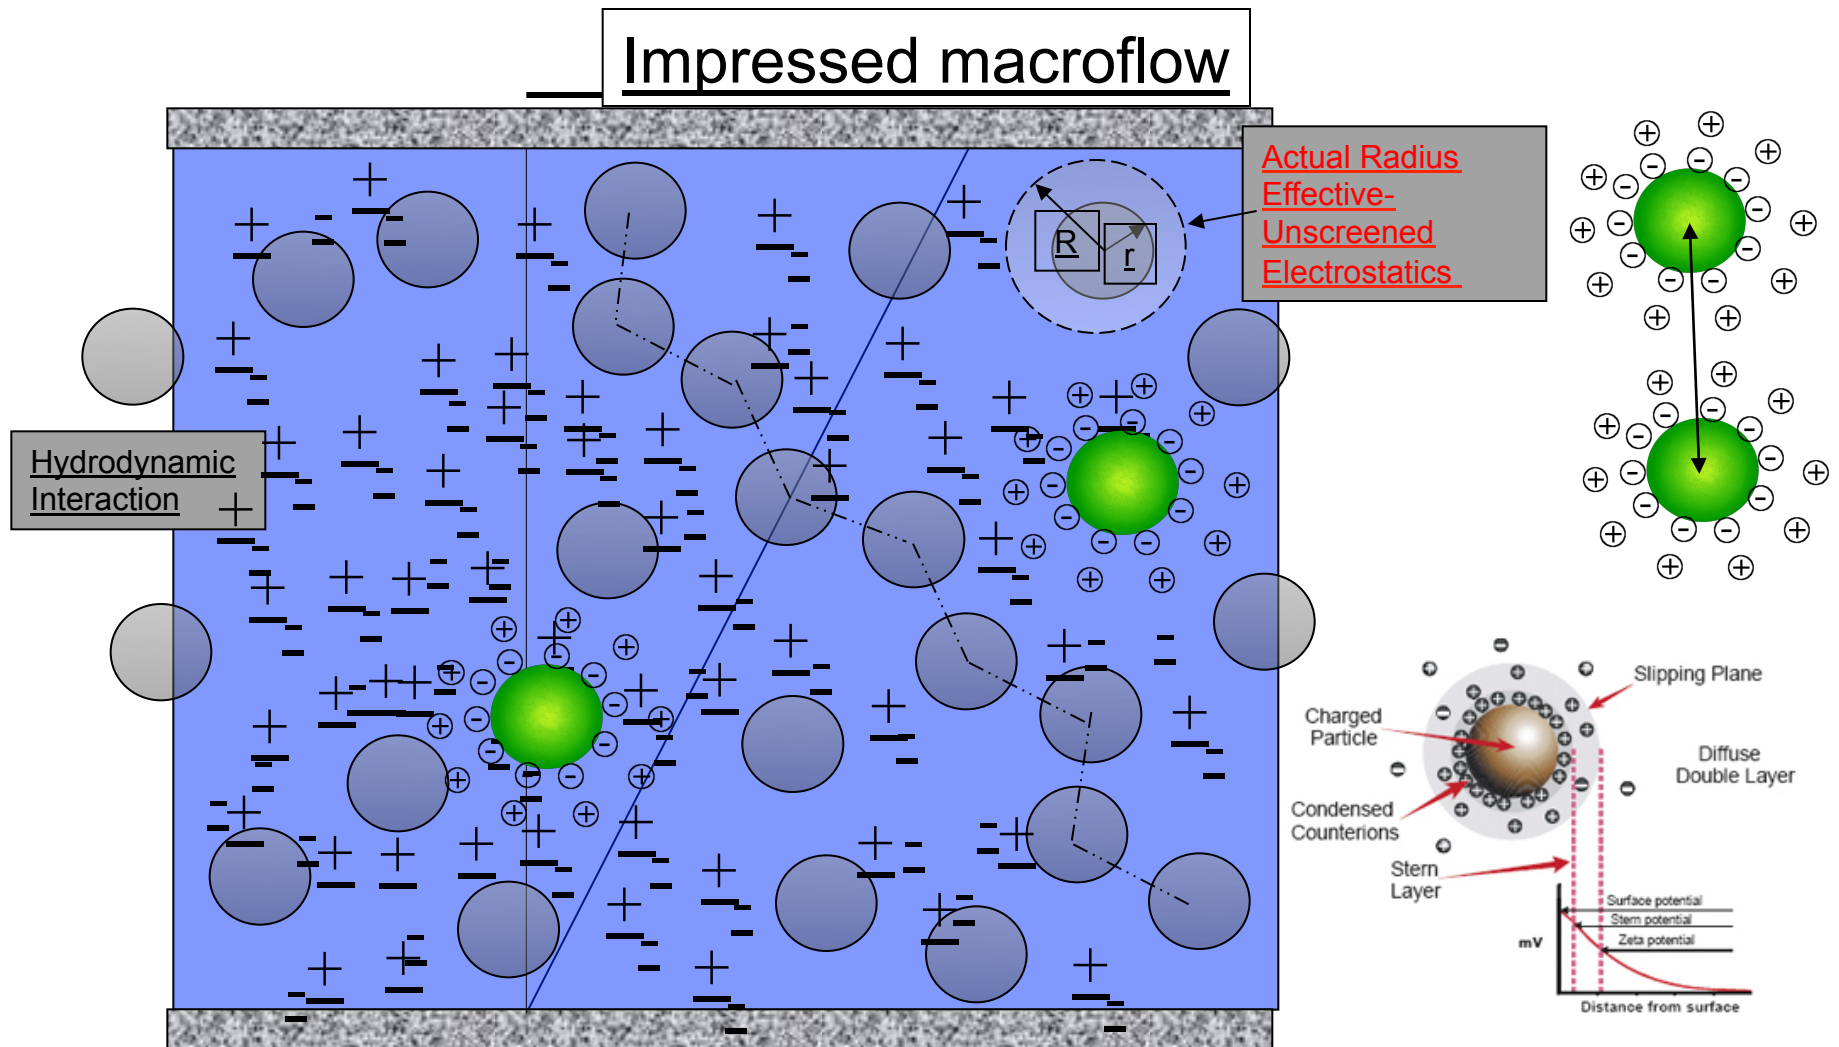 Impressed macroflow
Actual Radius
Effective-
Unscreened
Electrostatics
R
r
Hydrodynamic
Interaction
Slipping Plane
Charged
Particle
Diffuse
Double Layer
Condensed
Counterions
Stern
Layer
Surface potential
Stern potential
mV
Zeta potential
Distance from surface